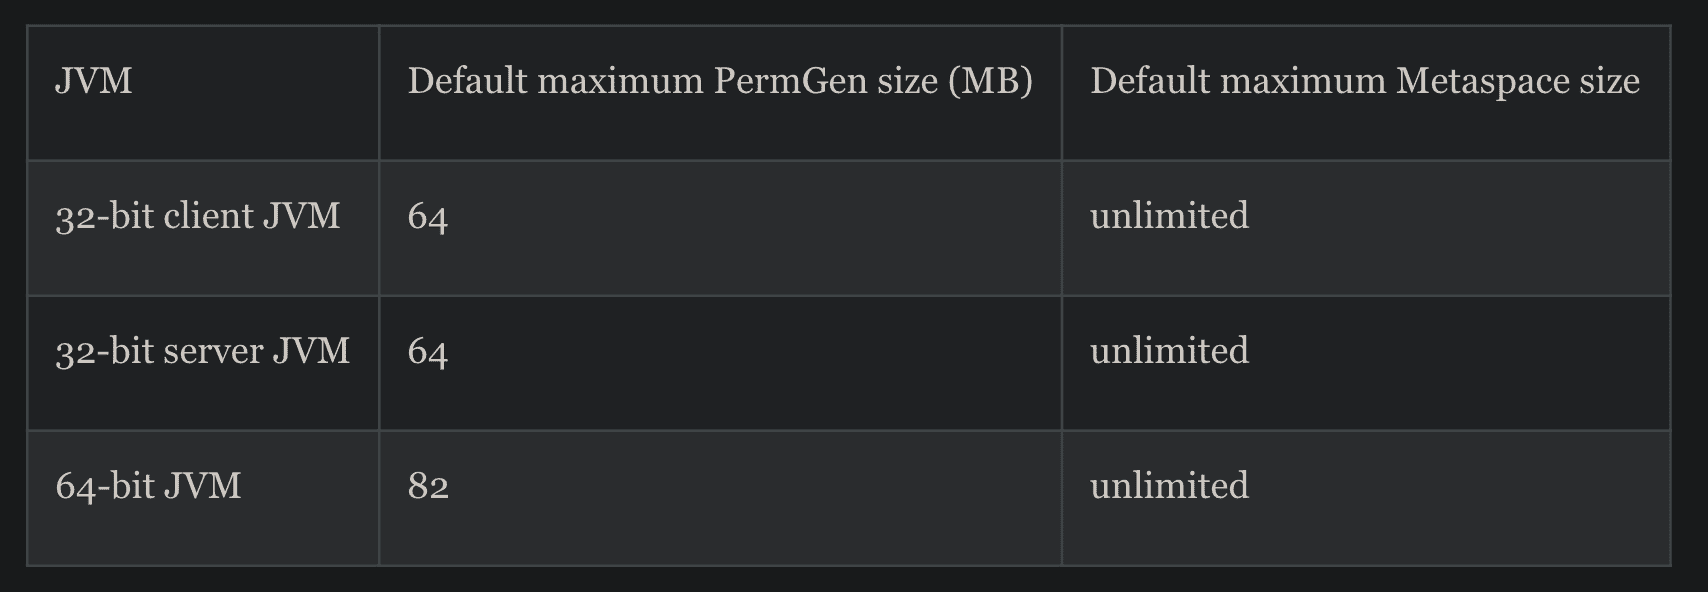 JVM Default maximum PermGen size (MB) Default maximum Metaspace size
32-bit client JVM 64 unlimited
32-bit server JVM 64 unlimited
64-bit JVM 82 unlimited